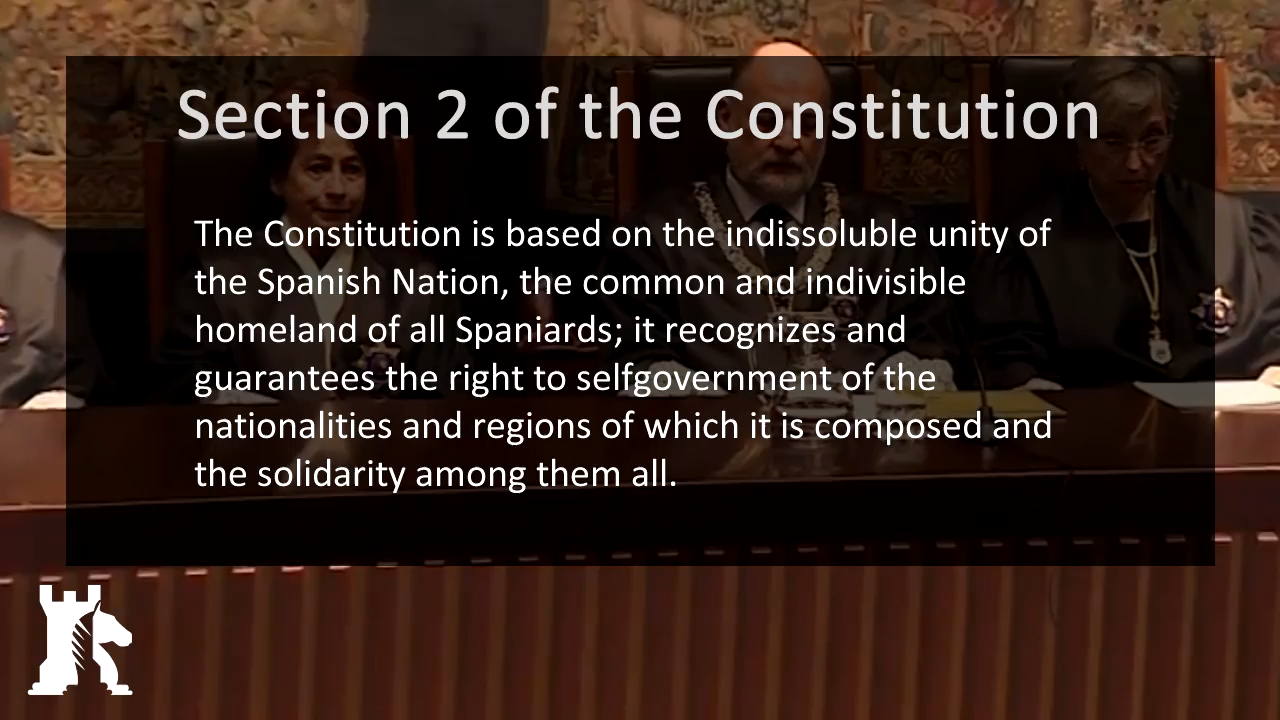 Section 2 of the Constitution
The Constitution is based on the indissoluble unity of
the Spanish Nation, the common and indivisible
homeland of all Spaniards; it recognizes and
guarantees the right to selfgovernment of the
nationalities and regions of which it is composed and
the solidarity among them all.